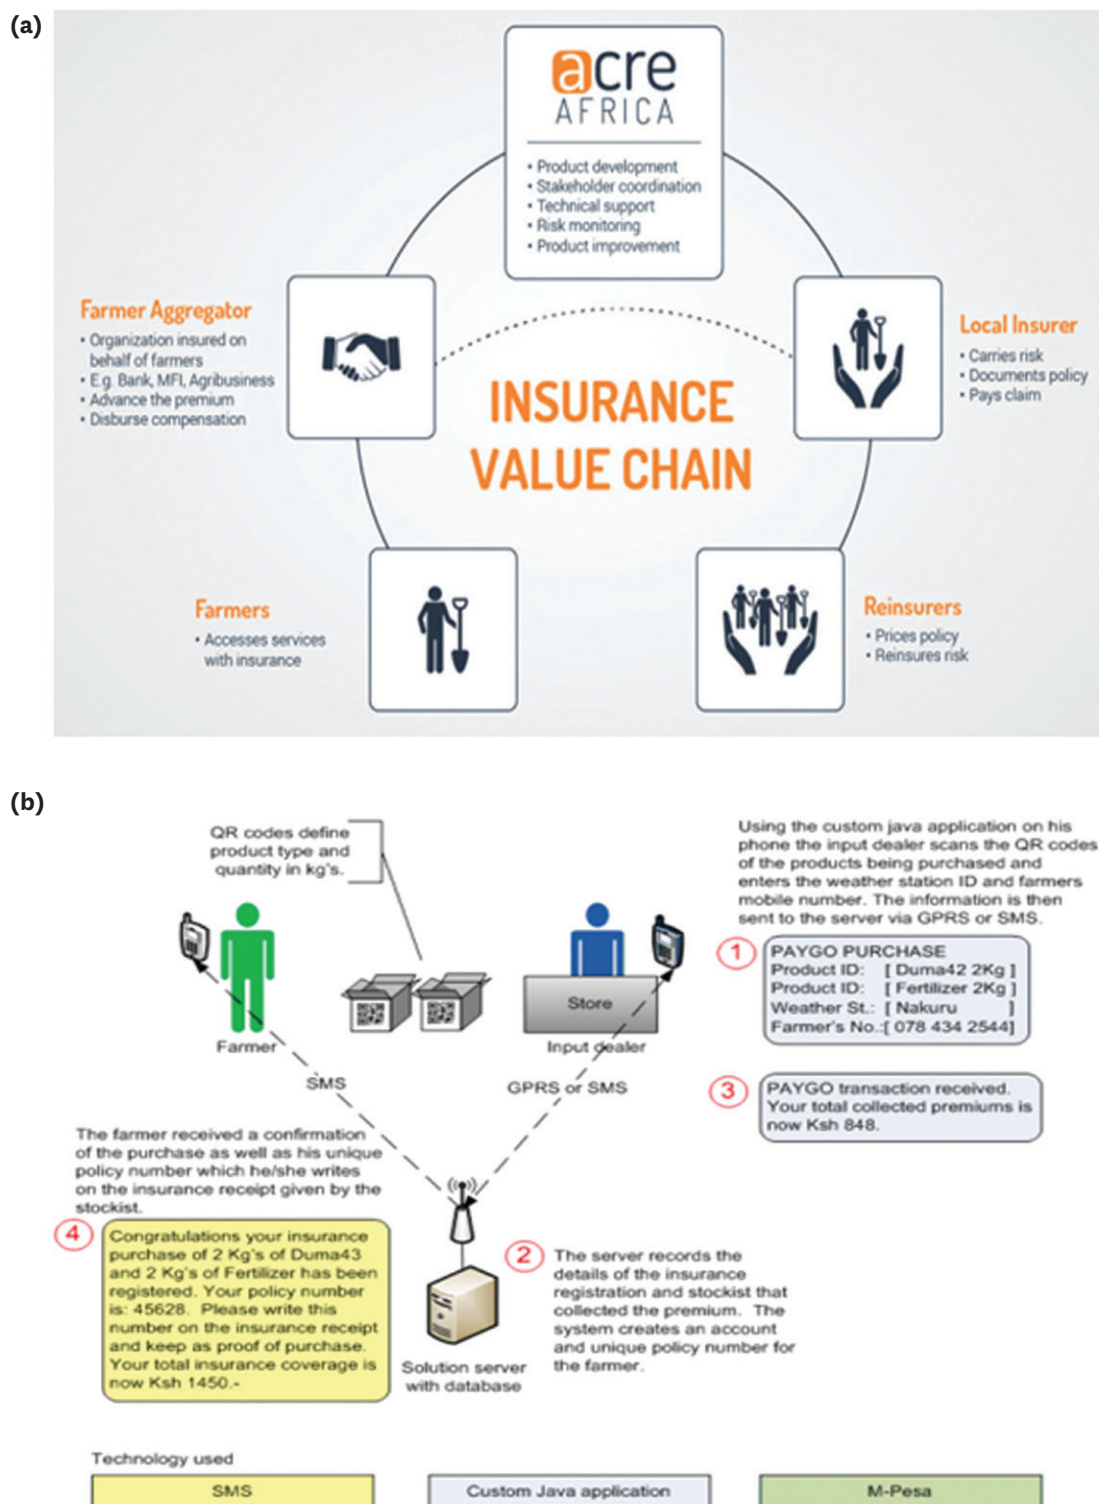 (a)
acre
AFRICA
• Product development
• Stakeholder coordination
• Technical support
• Risk monitoring
• Product improvement
Farmer Aggregator
• Organization insured on
behalf of farmers
• E.g. Bank, MFI, Agribusiness
• Advance the premium
• Disburse compensation
Local Insurer
• Carries risk
• Documents policy
• Pays claim
INSURANCE
VALUE CHAIN
Farmers
• Accesses services
with insurance
Reinsurers
• Prices policy
• Reinsures risk
(b)
QR codes define
product type and
quantity in kg's.
Using the custom java application on his
phone the input dealer scans the QR codes
of the products being purchased and
enters the weather station ID and farmers
mobile number. The information is then
sent to the server via GPRS or SMS.
1
PAYGO PURCHASE
Product ID: [ Duma42 2Kg ]
Product ID: [ Fertilizer 2Kg ]
Weather St.: [ Nakuru ]
Farmer's No.:[ 078 434 2544]
Store
Farmer
Input dealer
SMS
GPRS or SMS
3
PAYGO transaction received.
Your total collected premiums is
now Ksh 848.
The farmer received a confirmation
of the purchase as well as his unique
policy number which he/she writes
on the insurance receipt given by the
stockist.
4
Congratulations your insurance
purchase of 2 Kg's of Duma43
and 2 Kg's of Fertilizer has been
registered. Your policy number
is: 45628. Please write this
number on the insurance receipt
and keep as proof of purchase.
Your total insurance coverage is
now Ksh 1450.-
2
The server records the
details of the insurance
registration and stockist that
collected the premium. The
system creates an account
and unique policy number for
the farmer.
Solution server
with database
Technology used
SMS
Custom Java application
M-Pesa